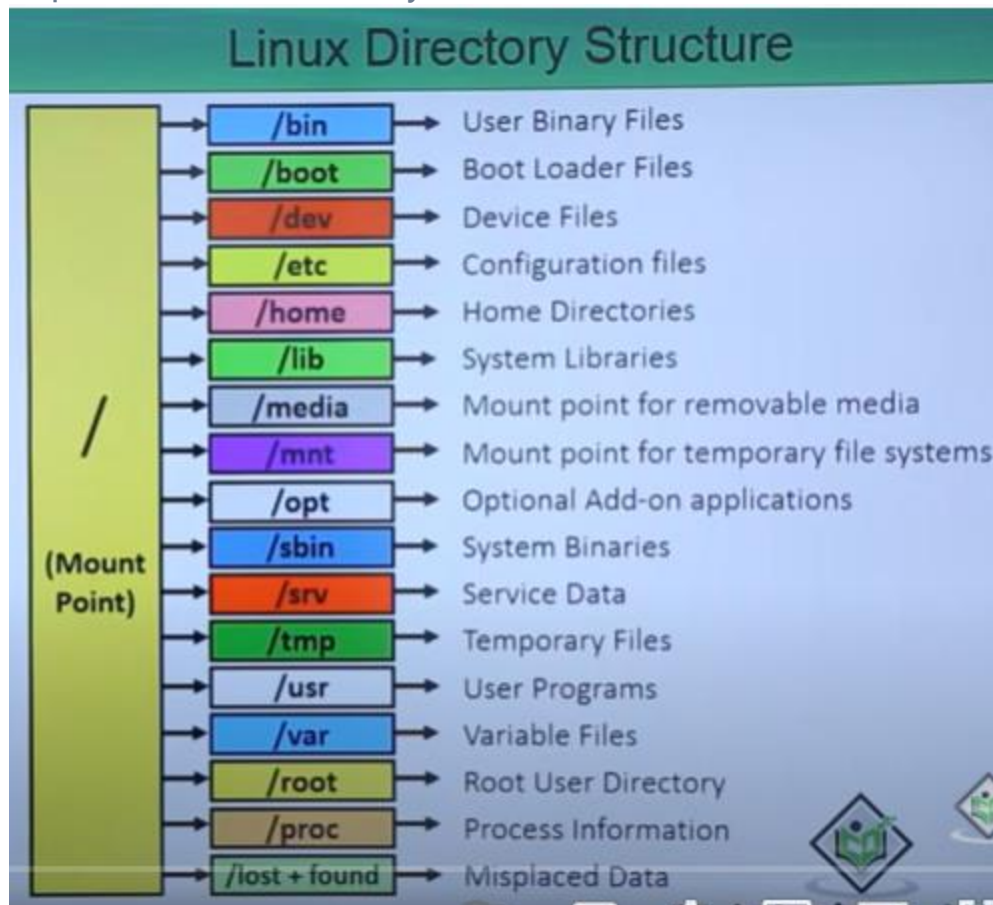 Linux Directory Structure
/bin User Binary Files
/boot Boot Loader Files
/dev Device Files
/etc Configuration files
/home Home Directories
/lib System Libraries
/media Mount point for removable media
/mnt Mount point for temporary file systems
/opt Optional Add-on applications
/sbin System Binaries
/srv Service Data
/tmp Temporary Files
/usr User Programs
/var Variable Files
/root Root User Directory
/proc Process Information
/lost + found Misplaced Data
/
(Mount
Point)